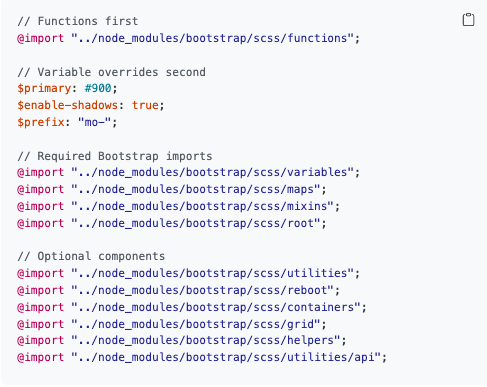 // Functions first
@import "../node_modules/bootstrap/scss/functions";
// Variable overrides second
$primary: #900;
$enable-shadows: true;
$prefix: "mo-";
// Required Bootstrap imports
@import "../node_modules/bootstrap/scss/variables";
@import "../node_modules/bootstrap/scss/maps";
@import "../node_modules/bootstrap/scss/mixins";
@import "../node_modules/bootstrap/scss/root";
// Optional components
@import "../node_modules/bootstrap/scss/utilities";
@import "../node_modules/bootstrap/scss/reboot";
@import "../node_modules/bootstrap/scss/containers";
@import "../node_modules/bootstrap/scss/grid";
@import "../node_modules/bootstrap/scss/helpers";
@import "../node_modules/bootstrap/scss/utilities/api";